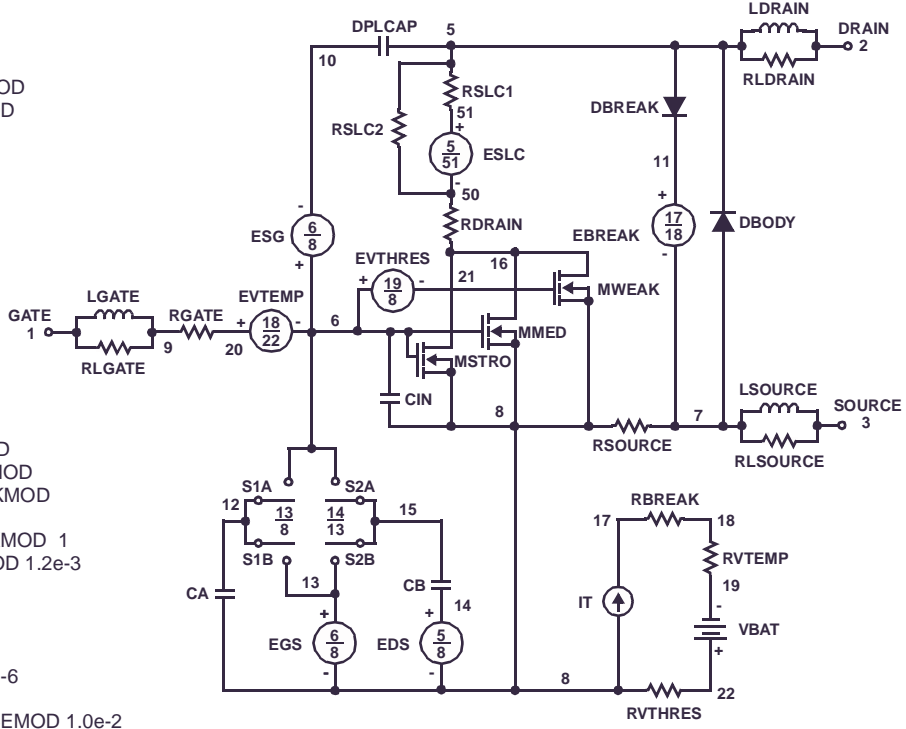 LDRAIN
DPLCAP 5 DRAIN
10 2
OD RLDRAIN
D RSLC1
51 DBREAK
RSLC2 +
5
51 ESLC 11
- 50
- RDRAIN +
ESG 6
8 EBREAK 17
18 DBODY
+ EVTHRES 16 -
+ 19
8 - 21 MWEAK
LGATE EVTEMP
GATE RGATE + 18
22 - 6
1 MMED
9 20 MSTRO
RLGATE LSOURCE
CIN 8 7 SOURCE
3
RSOURCE
D RLSOURCE
MOD S1A S2A
KMOD 12 13
8 14
13 15 RBREAK
17 18
MOD 1 S1B S2B
OD 1.2e-3 13 RVTEMP
CA CB 19
+ + 14 IT -
EGS 6
8 EDS 5
8 VBAT
-6 - - 8 +
22
EMOD 1.0e-2 RVTHRES